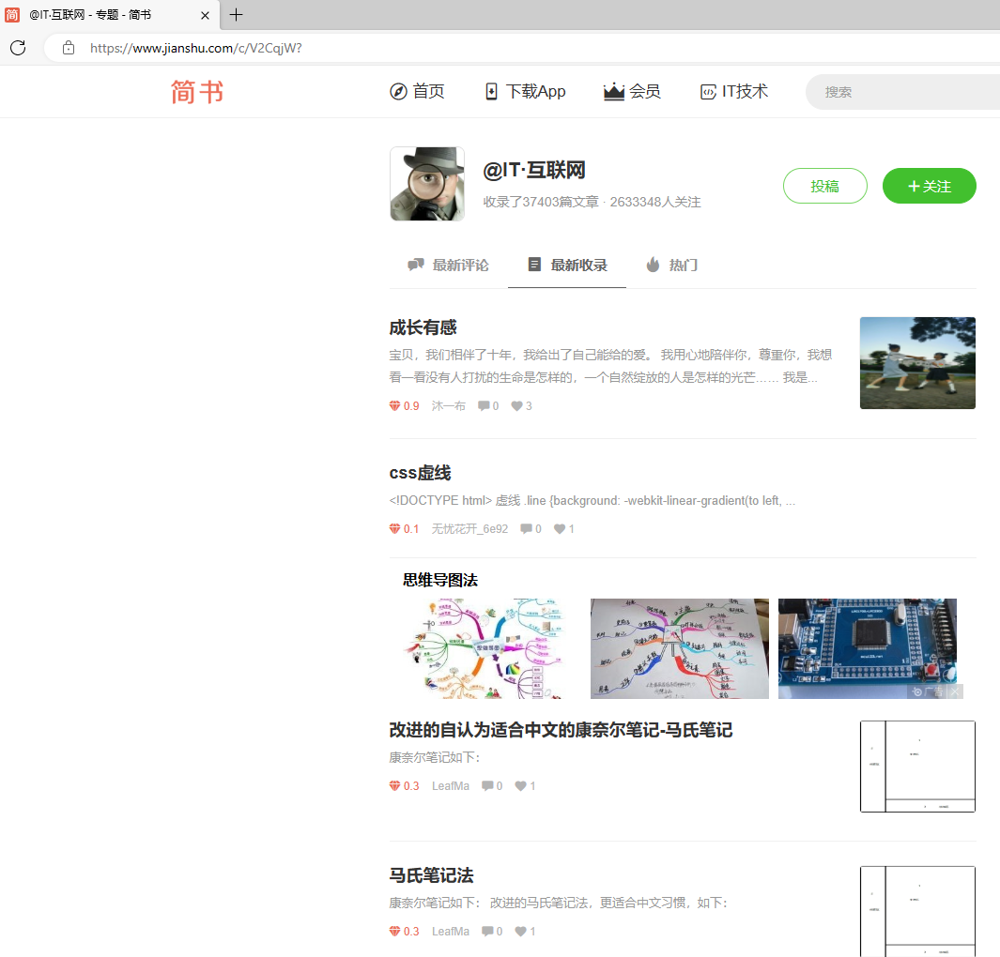 简 @IT·互联网 - 专题 - 简书
https://www.jianshu.com/c/V2CqjW?
简书 首页 下载App 会员 IT技术 搜索
@IT·互联网
收录了37403篇文章 · 2633348人关注
投稿 +关注
最新评论 最新收录 热门
成长有感
宝贝，我们相伴了十年，我给出了自己能给的爱。 我用心地陪伴你，尊重你，我想
看一看没有人打扰的生命是怎样的，一个自然绽放的人是怎样的光芒…… 我是...
0.9 沐一布 0 3
css虚线
<!DOCTYPE html> 虚线 .line {background: -webkit-linear-gradient(to left, ...
0.1 无忧花开_6e92 0 1
思维导图法
广告
改进的自认为适合中文的康奈尔笔记-马氏笔记
康奈尔笔记如下：
0.3 LeafMa 0 1
马氏笔记法
康奈尔笔记如下： 改进的马氏笔记法，更适合中文习惯，如下：
0.3 LeafMa 0 1